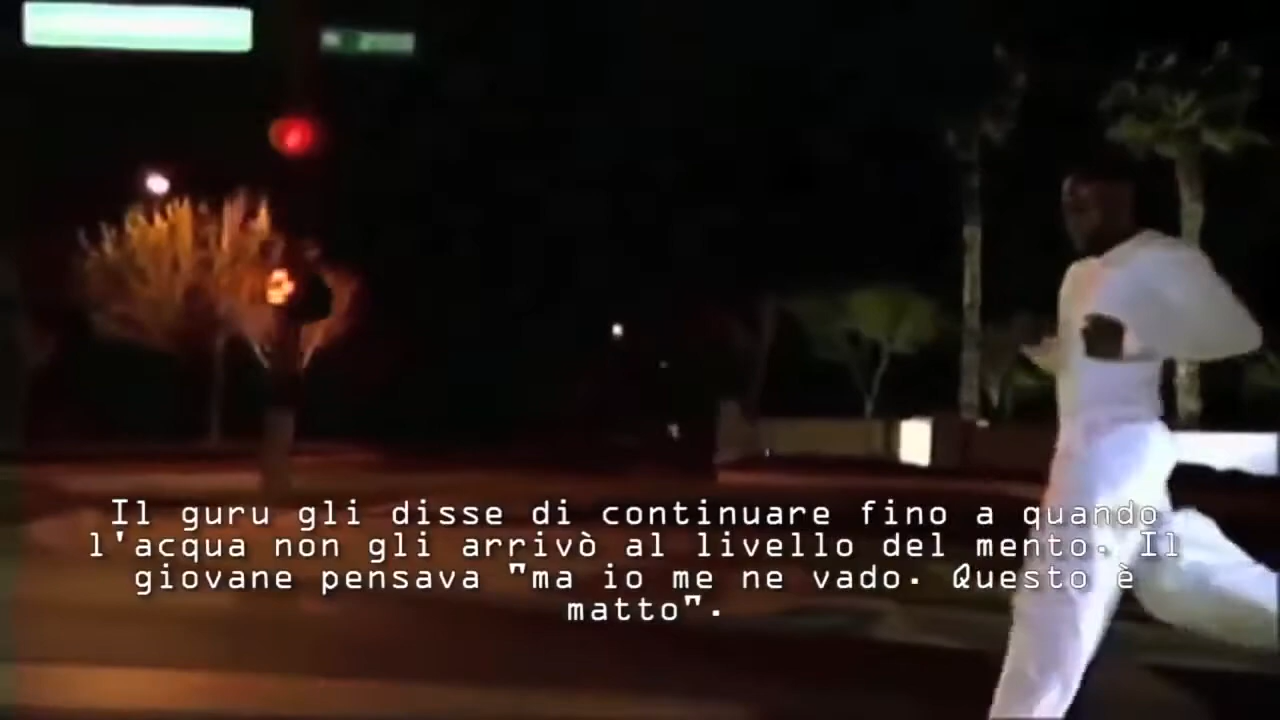 Il guru gli disse di continuare fino a quando
l'acqua non gli arrivò al livello del mento. Il
giovane pensava "ma io me ne vado. Questo è
matto".